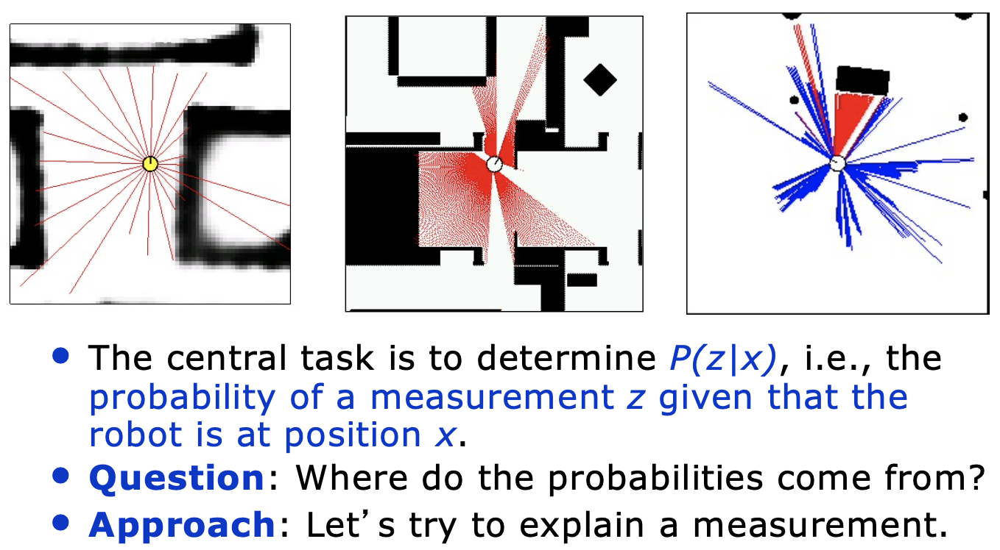 • The central task is to determine P(z|x), i.e., the
probability of a measurement z given that the
robot is at position x.
• Question: Where do the probabilities come from?
• Approach: Let’s try to explain a measurement.